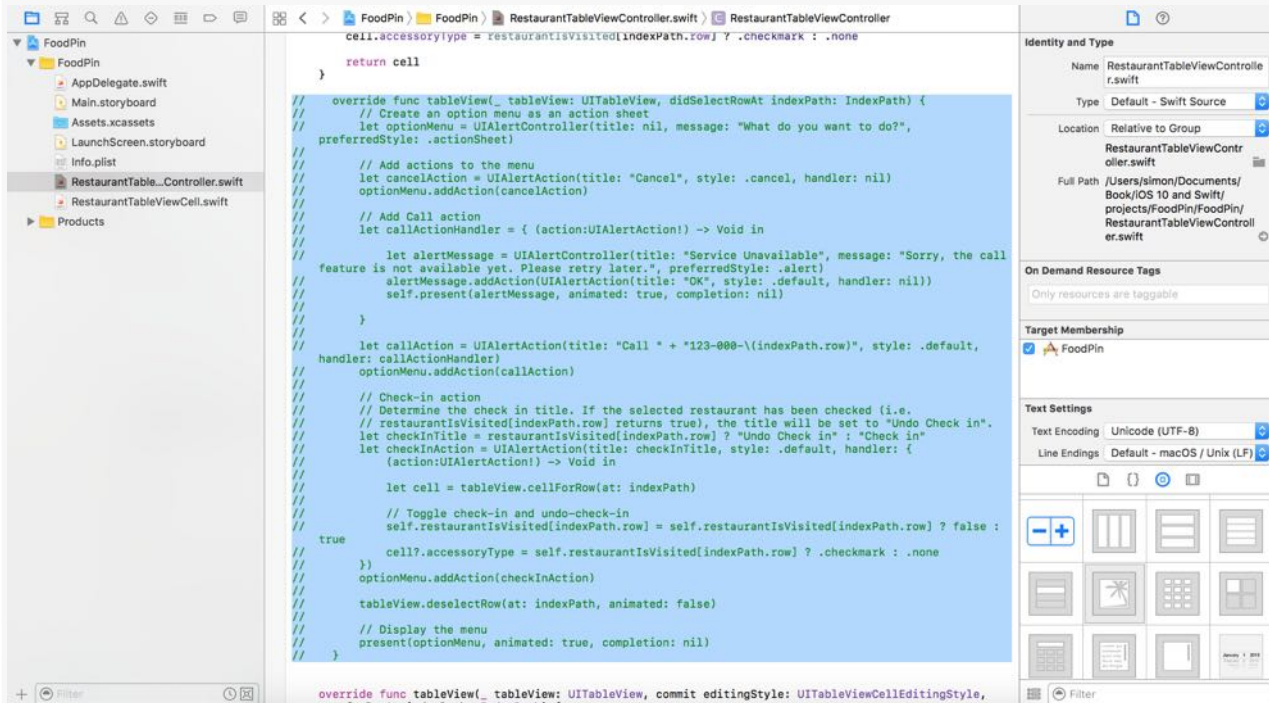 FoodPin
FoodPin
AppDelegate.swift
Main.storyboard
Assets.xcassets
LaunchScreen.storyboard
Info.plist
RestaurantTable...Controller.swift
RestaurantTableViewCell.swift
Products
Filter
FoodPin 〉 FoodPin 〉 RestaurantTableViewController.swift 〉 C RestaurantTableViewController
cell.accessoryType = restaurantIsVisited[indexPath.row] ? .checkmark : .none
return cell
}
//    override func tableView(_ tableView: UITableView, didSelectRowAt indexPath: IndexPath) {
//        // Create an option menu as an action sheet
//        let optionMenu = UIAlertController(title: nil, message: "What do you want to do?",
preferredStyle: .actionSheet)
//
//        // Add actions to the menu
//        let cancelAction = UIAlertAction(title: "Cancel", style: .cancel, handler: nil)
//        optionMenu.addAction(cancelAction)
//
//        // Add Call action
//        let callActionHandler = { (action:UIAlertAction!) -> Void in
//
//            let alertMessage = UIAlertController(title: "Service Unavailable", message: "Sorry, the call
feature is not available yet. Please retry later.", preferredStyle: .alert)
//            alertMessage.addAction(UIAlertAction(title: "OK", style: .default, handler: nil))
//            self.present(alertMessage, animated: true, completion: nil)
//
//        }
//
//        let callAction = UIAlertAction(title: "Call " + "123-000-\(indexPath.row)", style: .default,
handler: callActionHandler)
//        optionMenu.addAction(callAction)
//
//        // Check-in action
//        // Determine the check in title. If the selected restaurant has been checked (i.e.
//        // restaurantIsVisited[indexPath.row] returns true), the title will be set to "Undo Check in".
//        let checkInTitle = restaurantIsVisited[indexPath.row] ? "Undo Check in" : "Check in"
//        let checkInAction = UIAlertAction(title: checkInTitle, style: .default, handler: {
//            (action:UIAlertAction!) -> Void in
//
//            let cell = tableView.cellForRow(at: indexPath)
//
//            // Toggle check-in and undo-check-in
//            self.restaurantIsVisited[indexPath.row] = self.restaurantIsVisited[indexPath.row] ? false :
true
//            cell?.accessoryType = self.restaurantIsVisited[indexPath.row] ? .checkmark : .none
//        })
//        optionMenu.addAction(checkInAction)
//
//        tableView.deselectRow(at: indexPath, animated: false)
//
//        // Display the menu
//        present(optionMenu, animated: true, completion: nil)
//    }
override func tableView(_ tableView: UITableView, commit editingStyle: UITableViewCellEditingStyle,
Identity and Type
Name RestaurantTableViewControlle
r.swift
Type Default - Swift Source
Location Relative to Group
RestaurantTableViewContr
oller.swift
Full Path /Users/simon/Documents/
Book/iOS 10 and Swift/
projects/FoodPin/FoodPin/
RestaurantTableViewControll
er.swift
On Demand Resource Tags
Only resources are taggable
Target Membership
FoodPin
Text Settings
Text Encoding Unicode (UTF-8)
Line Endings Default - macOS / Unix (LF)
{}
Filter